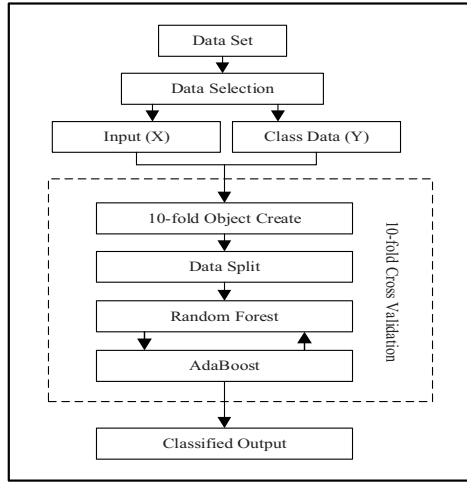 Data Set
Data Selection
Input (X)
Class Data (Y)
10-fold Object Create
Data Split
Random Forest
AdaBoost
10-fold Cross Validation
Classified Output